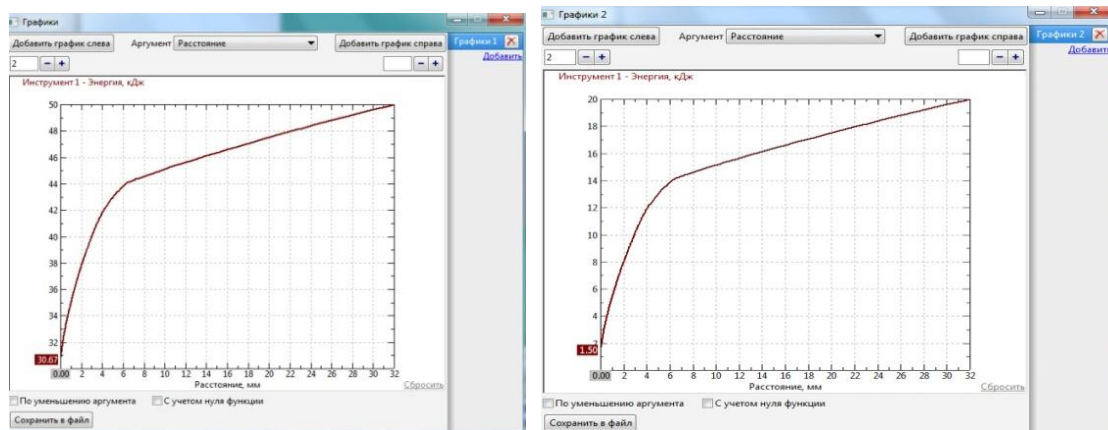 Графики
Добавить график слева Аргумент Расстояние Добавить график справа Графики 1
Добавить
2 - + - +
Инструмент 1 - Энергия, кДж
50
48
46
44
42
40
38
36
34
32
30.67
0.00 2 4 6 8 10 12 14 16 18 20 22 24 26 28 30 32
Расстояние, мм
Сбросить
По уменьшению аргумента С учетом нуля функции
Сохранить в файл
Графики 2
Добавить график слева Аргумент Расстояние Добавить график справа Графики 2
Добавить
2 - + - +
Инструмент 1 - Энергия, кДж
20
18
16
14
12
10
8
6
4
1.50
0.00 2 4 6 8 10 12 14 16 18 20 22 24 26 28 30 32
Расстояние, мм
Сбросить
По уменьшению аргумента С учетом нуля функции
Сохранить в файл